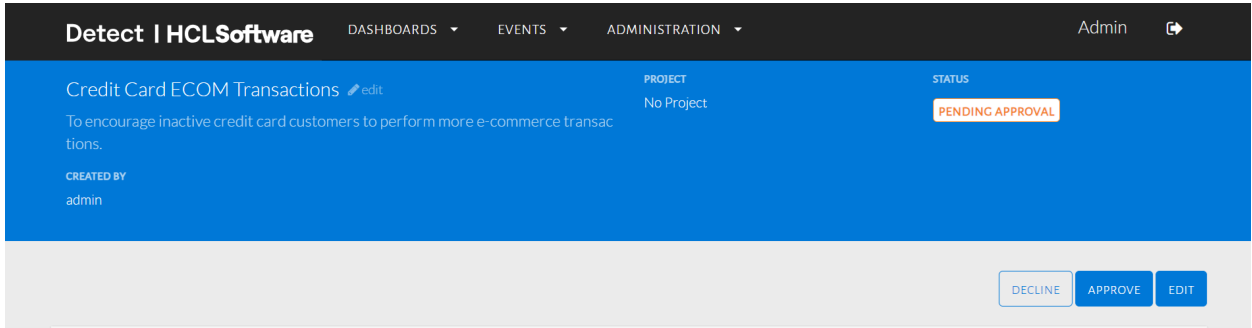 Detect | HCLSoftware DASHBOARDS EVENTS ADMINISTRATION Admin
Credit Card ECOM Transactions edit
To encourage inactive credit card customers to perform more e-commerce transac
tions.
CREATED BY
admin
PROJECT
No Project
STATUS
PENDING APPROVAL
DECLINE APPROVE EDIT